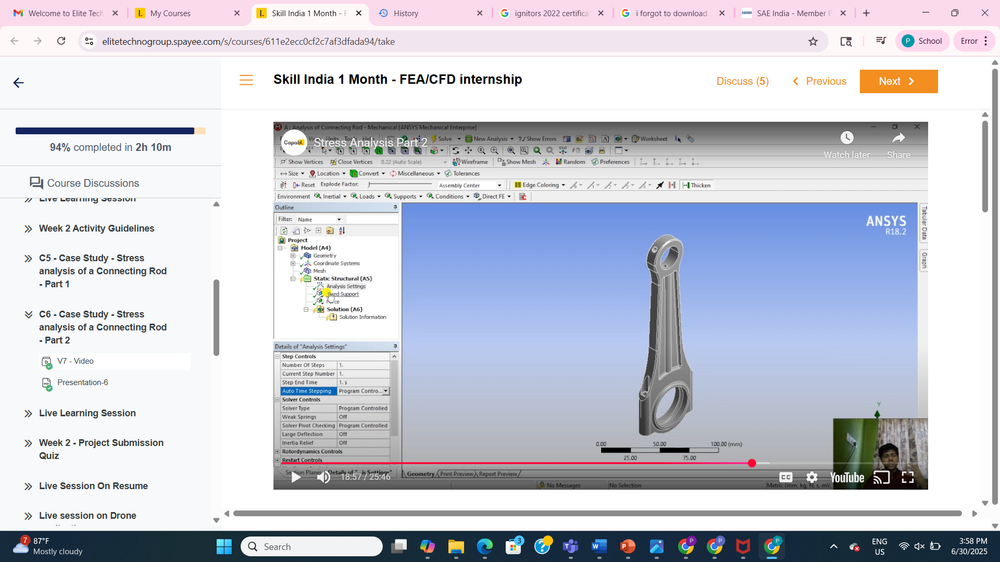 Welcome to Elite Tech
My Courses
Skill India 1 Month - F
History
ignitors 2022 certifica
i forgot to download
SAE India - Member P
elitetechnogroup.spayee.com/s/courses/611e2ecc0cf2c7af3dfada94/take
P School
Error
Skill India 1 Month - FEA/CFD internship
Discuss (5)
Previous
Next
94% completed in 2h 10m
Course Discussions
Live Learning Session
Week 2 Activity Guidelines
C5 - Case Study - Stress
analysis of a Connecting Rod
- Part 1
C6 - Case Study - Stress
analysis of a Connecting Rod
- Part 2
V7 - Video
Presentation-6
Live Learning Session
Week 2 - Project Submission
Quiz
Live Session On Resume
Live session on Drone
A : Analysis of Connecting Rod - Mechanical [ANSYS Mechanical Enterprise]
Capabl.
Stress Analysis Part 2
Watch later
Share
Solve New Analysis ?/ Show Errors Worksheet
Show Vertices Close Vertices 0.22 (Auto Scale) Wireframe Show Mesh Random Preferences
Size Location Convert Miscellaneous Tolerances
Reset Explode Factor: Assembly Center Edge Coloring Thicken
Environment Inertial Loads Supports Conditions Direct FE
Outline
Filter: Name
Project
Model (A4)
Geometry
Coordinate Systems
Mesh
Static Structural (A5)
Analysis Settings
Solution (A6)
Solution Information
Details of "Analysis Settings"
Step Controls
Number Of Steps 1.
Current Step Number 1.
Step End Time 1. s
Auto Time Stepping Program Contro...
Solver Controls
Solver Type Program Controlled
Weak Springs Off
Solver Pivot Checking Program Controlled
Large Deflection Off
Inertia Relief Off
Rotordynamics Controls
Restart Controls
ANSYS
R18.2
Tabular Data
Graph
Y
0.00 50.00 100.00 (mm)
25.00 75.00
Geometry Print Preview Report Preview
18:57 / 25:46
CC
YouTube
No Messages
No Selection
Metric (mm, kg, N, s, mV,
7
87°F
Mostly cloudy
Search
3
ENG
US
3:58 PM
6/30/2025